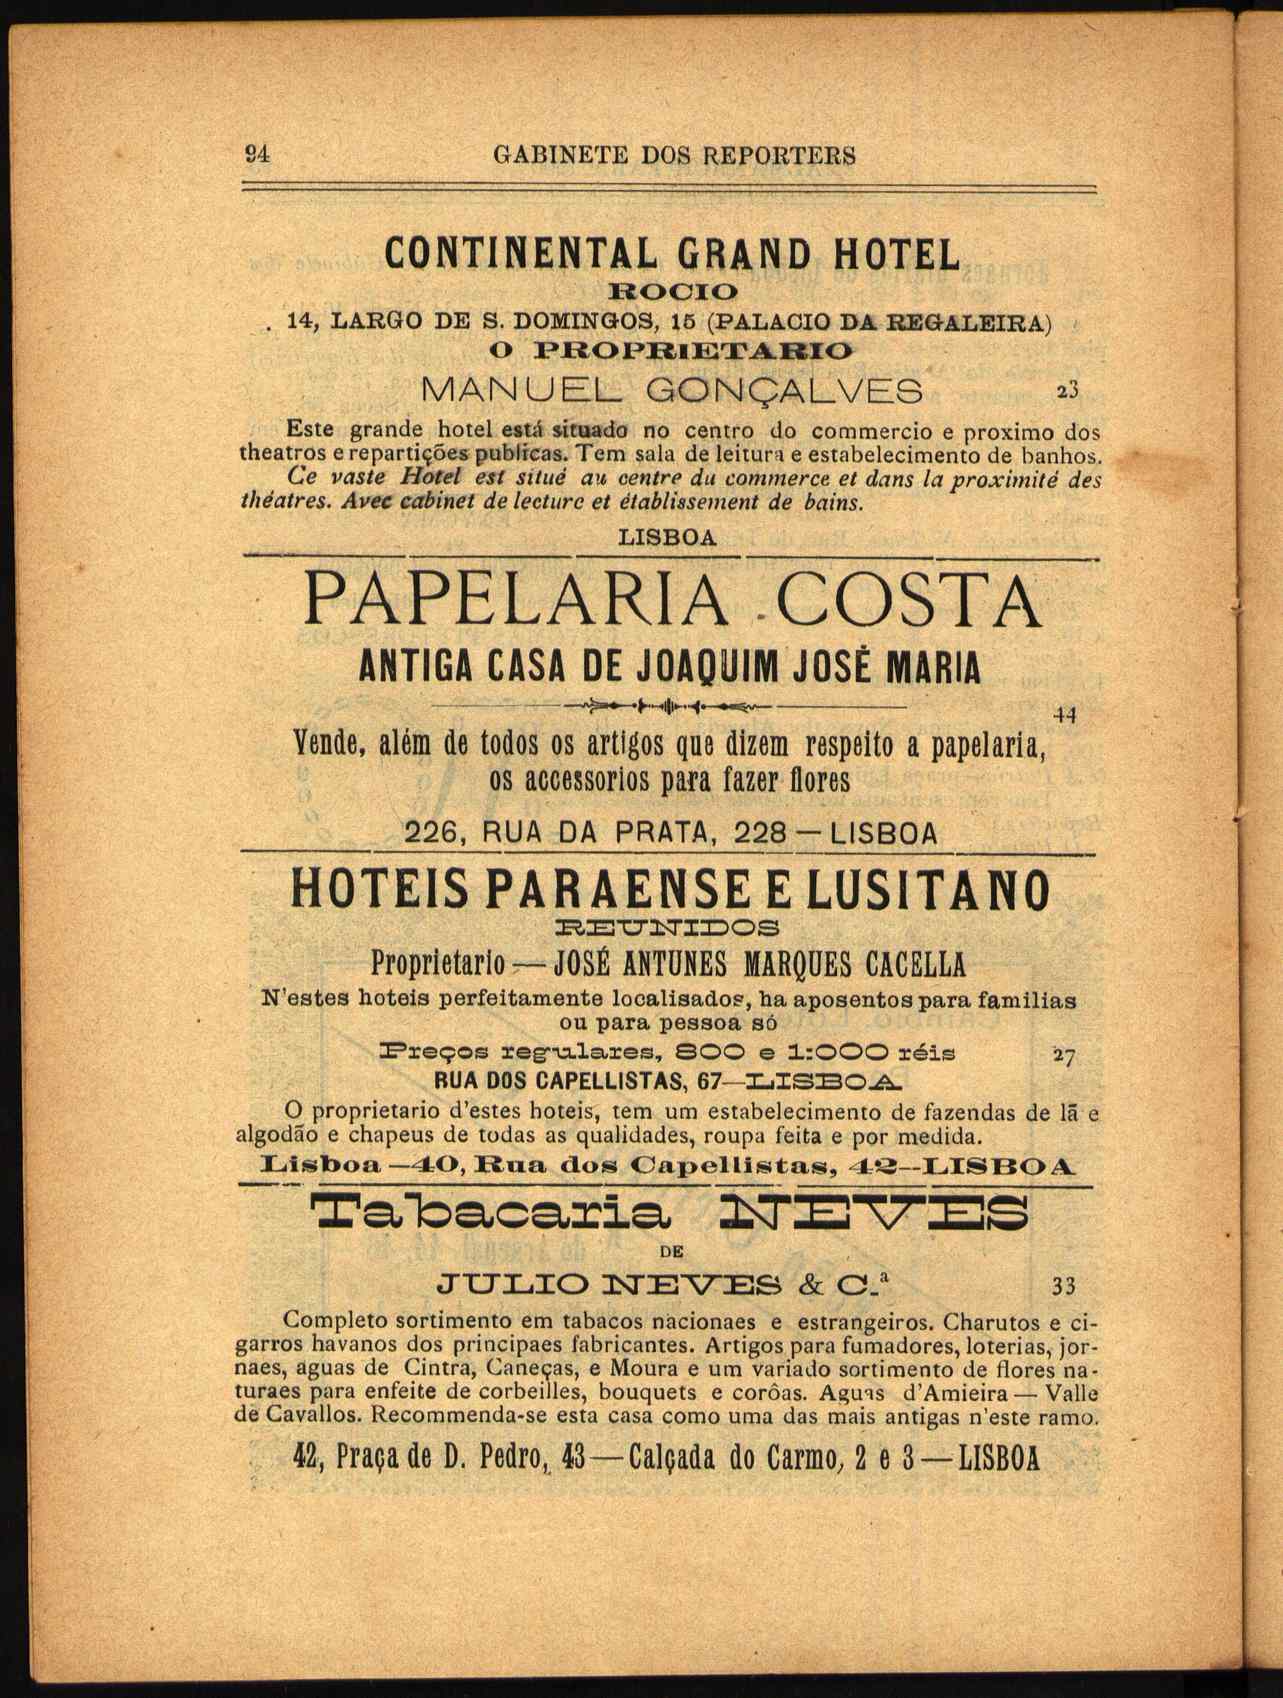 94 GABINETE DOS REPORTERS
CONTINENTAL GRAND HOTEL
ROCIO
14, LARGO DE S. DOMINGOS, 15 (PALACIO DA REGALEIRA)
O PROPRIETARIO
MANUEL GONÇALVES 23
Este grande hotel está situado no centro do commercio e proximo dos
theatros e repartições publicas. Tem sala de leitura e estabelecimento de banhos.
Ce vaste Hotel est situé au centre du commerce et dans la proximité des
théatres. Avec cabinet de lecture et établissement de bains.
LISBOA
PAPELARIA COSTA
ANTIGA CASA DE JOAQUIM JOSÉ MARIA
44
Vende, além de todos os artigos que dizem respeito a papelaria,
os accessorios para fazer flores
226, RUA DA PRATA, 228 — LISBOA
HOTEIS PARAENSE E LUSITANO
REUNIDOS
Proprietario — JOSÉ ANTUNES MARQUES CACELLA
N'estes hoteis perfeitamente localisados, ha aposentos para familias
ou para pessoa só
Preços regulares, 800 e 1:000 réis 27
RUA DOS CAPELLISTAS, 67—LISBOA
O proprietario d'estes hoteis, tem um estabelecimento de fazendas de lã e
algodão e chapeus de todas as qualidades, roupa feita e por medida.
Lisboa—40, Rua dos Capellistas, 42--LISBOA
Tabacaria NEVES
DE
JULIO NEVES & C.ª 33
Completo sortimento em tabacos nacionaes e estrangeiros. Charutos e ci-
garros havanos dos principaes fabricantes. Artigos para fumadores, loterias, jor-
naes, aguas de Cintra, Caneças, e Moura e um variado sortimento de flores na-
turaes para enfeite de corbeilles, bouquets e corôas. Aguas d'Amieira — Valle
de Cavallos. Recommenda-se esta casa como uma das mais antigas n'este ramo.
42, Praça de D. Pedro, 43 — Calçada do Carmo, 2 e 3 — LISBOA